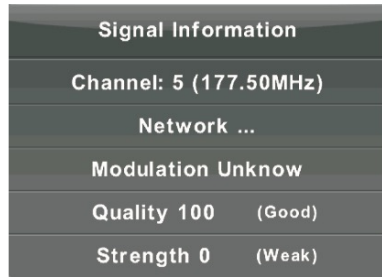 Signal Information
Channel: 5 (177.50MHz)
Network ...
Modulation Unknow
Quality 100 (Good)
Strength 0 (Weak)